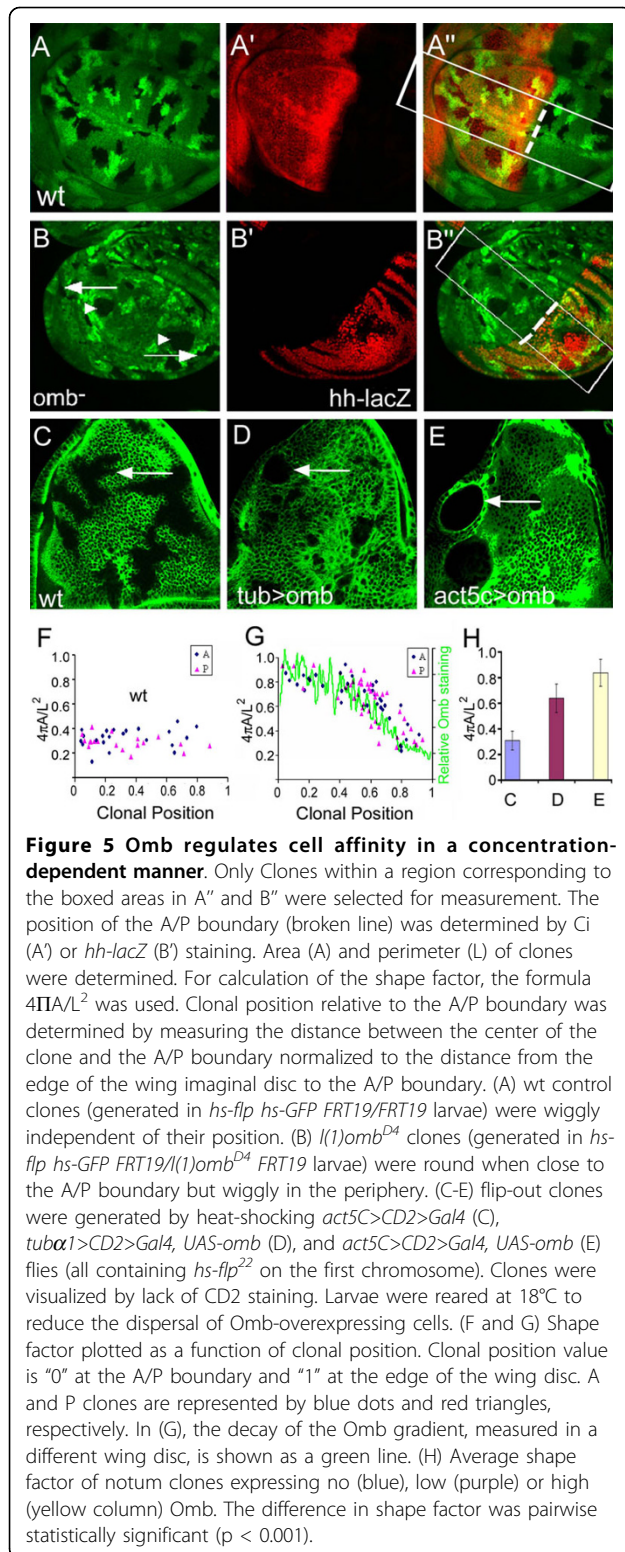 A
A'
A''
wt
B
B'
B''
omb-
hh-lacZ
C
D
E
wt
tub>omb
act5c>omb
F
G
H
A
P
wt
4πA/L²
1.0
0.8
0.6
0.4
0.2
0
0.2
0.4
0.6
0.8
1
Clonal Position
A
P
4πA/L²
1.0
0.8
0.6
0.4
0.2
0
0.2
0.4
0.6
0.8
1
Clonal Position
Relative Omb staining
4πA/L²
1.0
0.8
0.6
0.4
0.2
0
C
D
E
Figure 5 Omb regulates cell affinity in a concentration-
dependent manner. Only Clones within a region corresponding to
the boxed areas in A″ and B″ were selected for measurement. The
position of the A/P boundary (broken line) was determined by Ci
(A′) or hh-lacZ (B′) staining. Area (A) and perimeter (L) of clones
were determined. For calculation of the shape factor, the formula
4ΠA/L² was used. Clonal position relative to the A/P boundary was
determined by measuring the distance between the center of the
clone and the A/P boundary normalized to the distance from the
edge of the wing imaginal disc to the A/P boundary. (A) wt control
clones (generated in hs-flp hs-GFP FRT19/FRT19 larvae) were wiggly
independent of their position. (B) l(1)ombᴰ⁴ clones (generated in hs-
flp hs-GFP FRT19/l(1)ombᴰ⁴ FRT19 larvae) were round when close to
the A/P boundary but wiggly in the periphery. (C-E) flip-out clones
were generated by heat-shocking act5C>CD2>Gal4 (C),
tubα1>CD2>Gal4, UAS-omb (D), and act5C>CD2>Gal4, UAS-omb (E)
flies (all containing hs-flp²² on the first chromosome). Clones were
visualized by lack of CD2 staining. Larvae were reared at 18°C to
reduce the dispersal of Omb-overexpressing cells. (F and G) Shape
factor plotted as a function of clonal position. Clonal position value
is "0" at the A/P boundary and "1" at the edge of the wing disc. A
and P clones are represented by blue dots and red triangles,
respectively. In (G), the decay of the Omb gradient, measured in a
different wing disc, is shown as a green line. (H) Average shape
factor of notum clones expressing no (blue), low (purple) or high
(yellow column) Omb. The difference in shape factor was pairwise
statistically significant (p < 0.001).